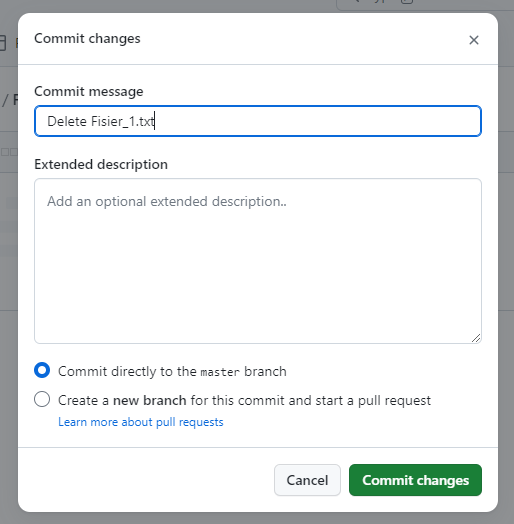 Commit changes
Commit message
Delete Fisier_1.txt
Extended description
Add an optional extended description..
Commit directly to the master branch
Create a new branch for this commit and start a pull request
Learn more about pull requests
Cancel
Commit changes